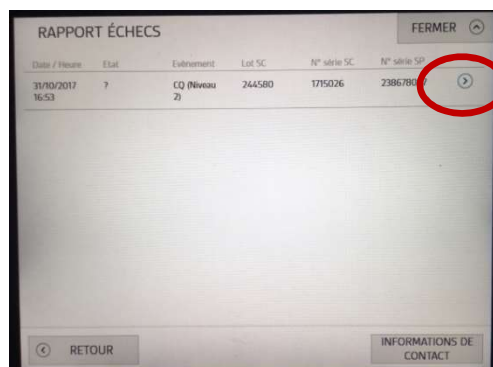 RAPPORT ÉCHECS
FERMER
Date / Heure Etat Evénement Lot SC N° série SC N° série SP
31/10/2017 ? CQ (Niveau 244580 1715026
16:53 2)
RETOUR
INFORMATIONS DE
CONTACT